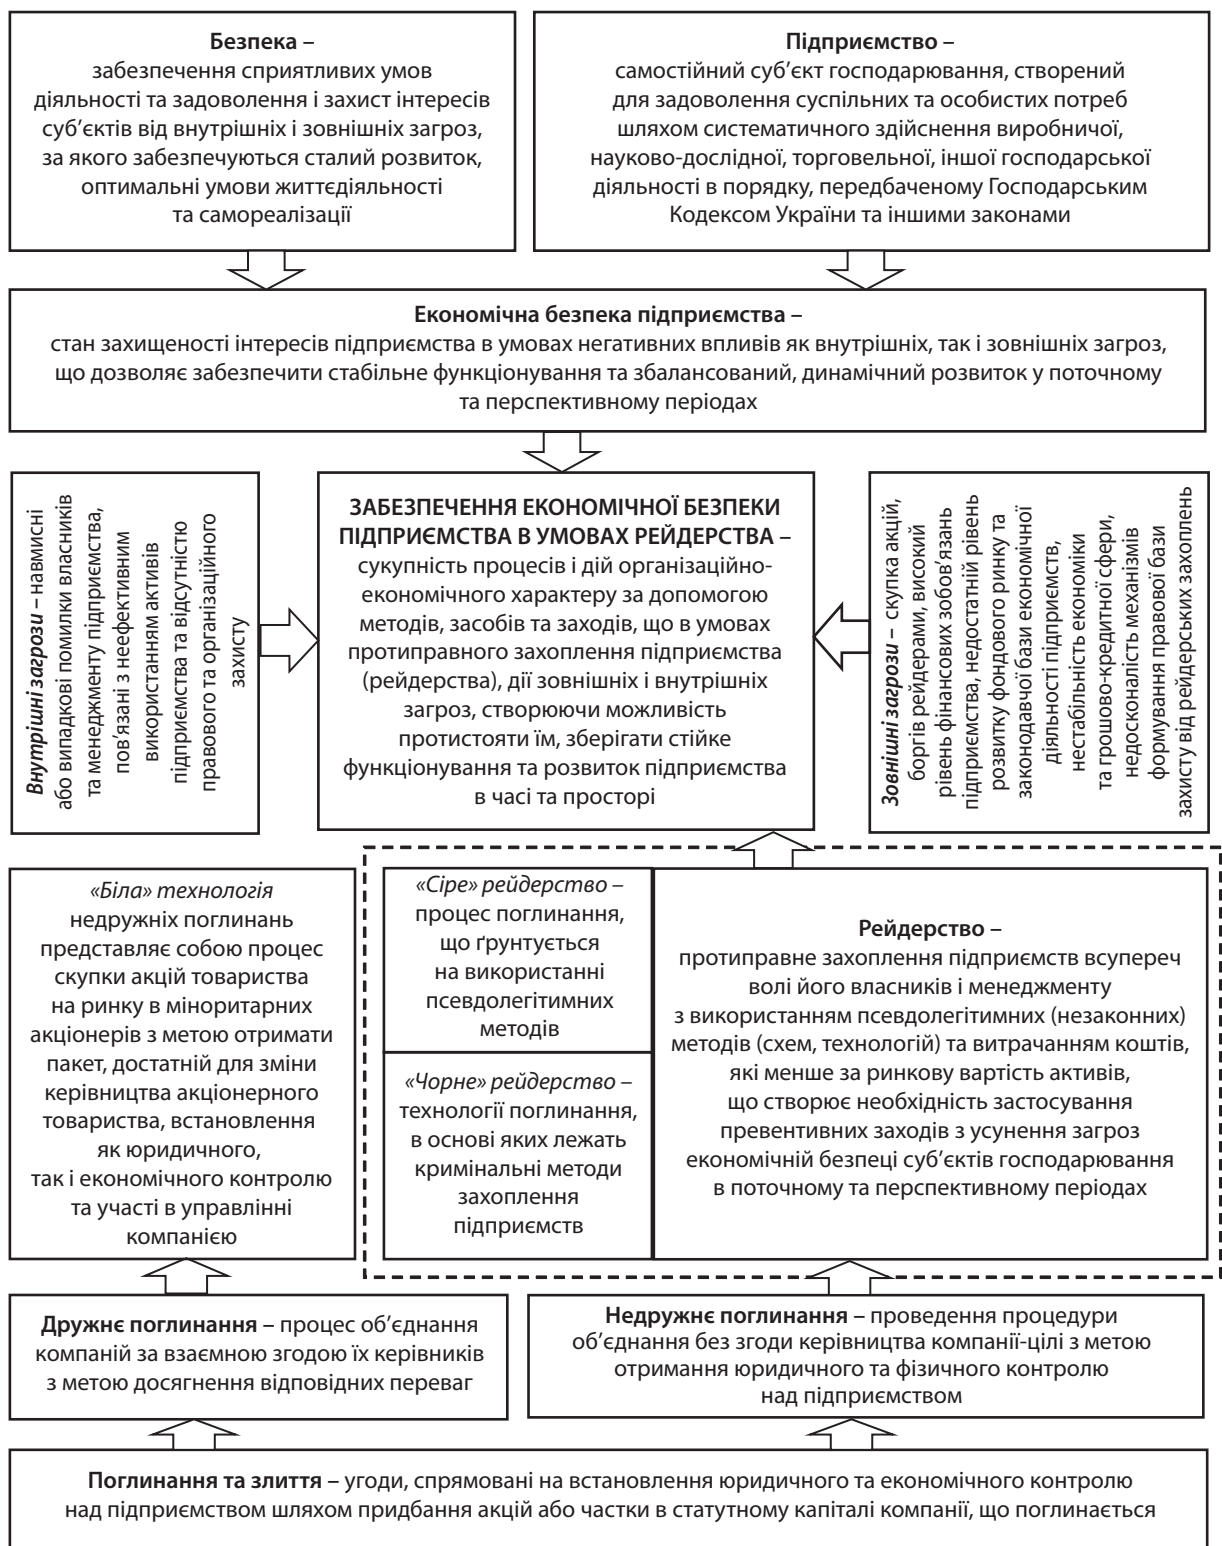 Безпека –
забезпечення сприятливих умов
діяльності та задоволення і захист інтересів
суб’єктів від внутрішніх і зовнішніх загроз,
за якого забезпечуються сталий розвиток,
оптимальні умови життєдіяльності
та самореалізації
Підприємство –
самостійний суб’єкт господарювання, створений
для задоволення суспільних та особистих потреб
шляхом систематичного здійснення виробничої,
науково-дослідної, торговельної, іншої господарської
діяльності в порядку, передбаченому Господарським
Кодексом України та іншими законами
Економічна безпека підприємства –
стан захищеності інтересів підприємства в умовах негативних впливів як внутрішніх, так і зовнішніх загроз,
що дозволяє забезпечити стабільне функціонування та збалансований, динамічний розвиток у поточному
та перспективному періодах
Внутрішні загрози – навмисні
або випадкові помилки власників
та менеджменту підприємства,
пов’язані з неефективним
використанням активів
підприємства та відсутністю
правового та організаційного
захисту
ЗАБЕЗПЕЧЕННЯ ЕКОНОМІЧНОЇ БЕЗПЕКИ
ПІДПРИЄМСТВА В УМОВАХ РЕЙДЕРСТВА –
сукупність процесів і дій організаційно-
економічного характеру за допомогою
методів, засобів та заходів, що в умовах
протиправного захоплення підприємства
(рейдерства), дії зовнішніх і внутрішніх
загроз, створюючи можливість
протистояти їм, зберігати стійке
функціонування та розвиток підприємства
в часі та просторі
Зовнішні загрози – скупка акцій,
боргів рейдерами, високий
рівень фінансових зобов’язань
підприємства, недостатній рівень
розвитку фондового ринку та
законодавчої бази економічної
діяльності підприємств,
нестабільність економіки
та грошово-кредитної сфери,
недосконалість механізмів
формування правової бази
захисту від рейдерських захоплень
«Біла» технологія
недружніх поглинань
представляє собою процес
скупки акцій товариства
на ринку в міноритарних
акціонерів з метою отримати
пакет, достатній для зміни
керівництва акціонерного
товариства, встановлення
як юридичного,
так і економічного контролю
та участі в управлінні
компанією
«Сіре» рейдерство –
процес поглинання,
що ґрунтується
на використанні
псевдолегітимних
методів
«Чорне» рейдерство –
технології поглинання,
в основі яких лежать
кримінальні методи
захоплення
підприємств
Рейдерство –
протиправне захоплення підприємств всупереч
волі його власників і менеджменту
з використанням псевдолегітимних (незаконних)
методів (схем, технологій) та витрачанням коштів,
які менше за ринкову вартість активів,
що створює необхідність застосування
превентивних заходів з усунення загроз
економічній безпеці суб’єктів господарювання
в поточному та перспективному періодах
Дружнє поглинання – процес об’єднання
компаній за взаємною згодою їх керівників
з метою досягнення відповідних переваг
Недружнє поглинання – проведення процедури
об’єднання без згоди керівництва компанії-цілі з метою
отримання юридичного та фізичного контролю
над підприємством
Поглинання та злиття – угоди, спрямовані на встановлення юридичного та економічного контролю
над підприємством шляхом придбання акцій або частки в статутному капіталі компанії, що поглинається